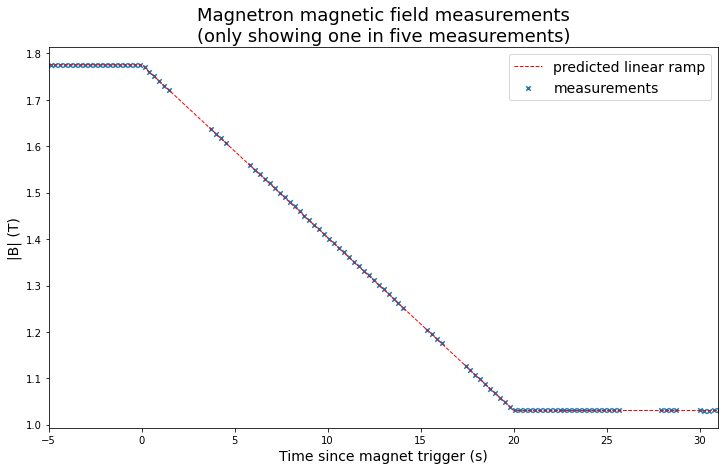 Magnetron magnetic field measurements
(only showing one in five measurements)
predicted linear ramp
measurements
|B| (T)
1.8
1.7
1.6
1.5
1.4
1.3
1.2
1.1
1.0
−5 0 5 10 15 20 25 30
Time since magnet trigger (s)